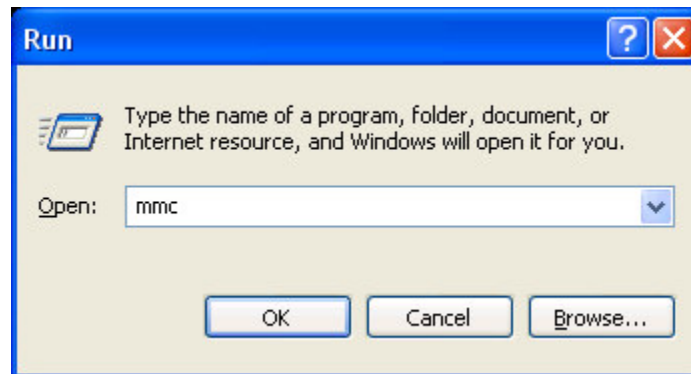 Run
Type the name of a program, folder, document, or
Internet resource, and Windows will open it for you.
Open: mmc
OK Cancel Browse...